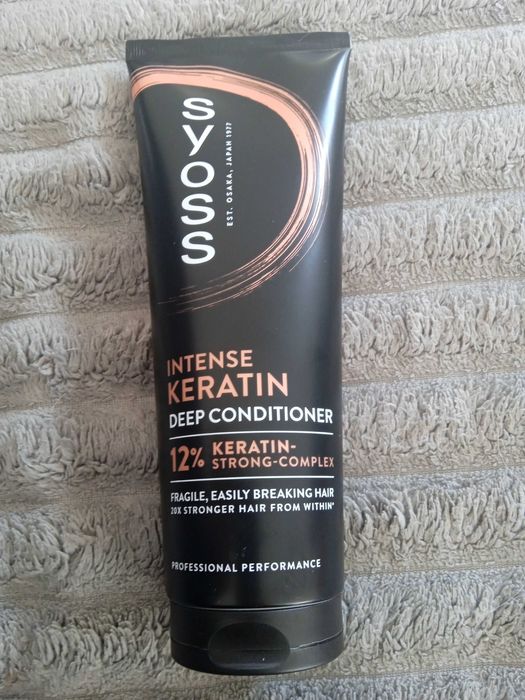 SYOSS
EST. OSAKA, JAPAN 1977
INTENSE
KERATIN
DEEP CONDITIONER
12% KERATIN-
STRONG-COMPLEX
FRAGILE, EASILY BREAKING HAIR
20X STRONGER HAIR FROM WITHIN*
PROFESSIONAL PERFORMANCE